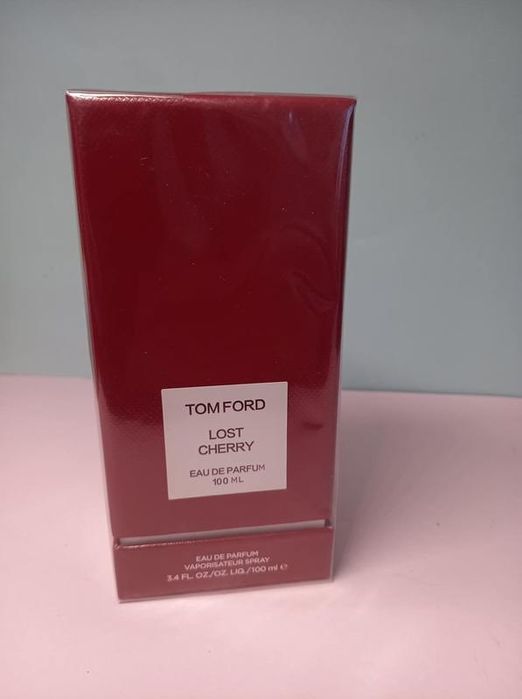 TOM FORD
LOST
CHERRY
EAU DE PARFUM
100 ML
EAU DE PARFUM
VAPORISATEUR SPRAY
3.4 FL. OZ./OZ. LIQ./100 ml ℮